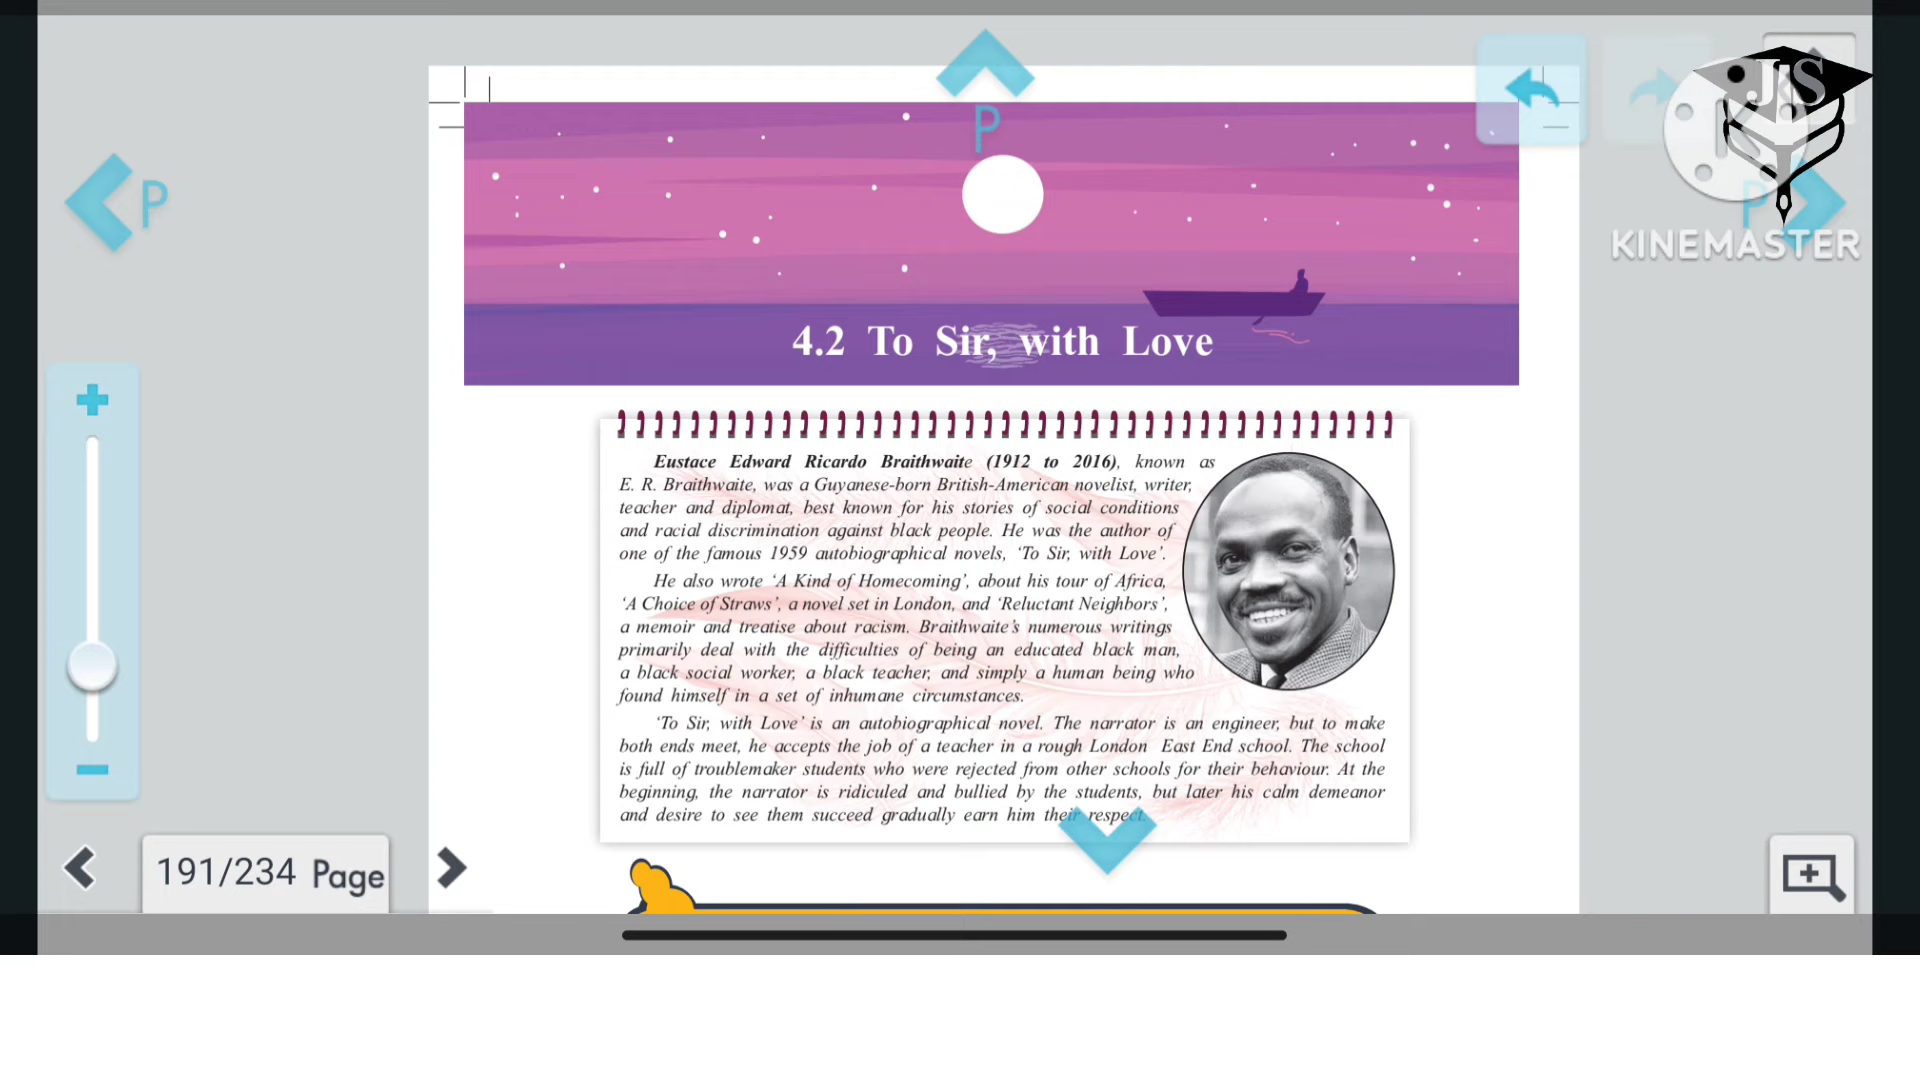 P
P
P
JS
KINEMASTER
4.2 To Sir, with Love
Eustace Edward Ricardo Braithwaite (1912 to 2016), known as
E. R. Braithwaite, was a Guyanese-born British-American novelist, writer,
teacher and diplomat, best known for his stories of social conditions
and racial discrimination against black people. He was the author of
one of the famous 1959 autobiographical novels, ‘To Sir, with Love’.
He also wrote ‘A Kind of Homecoming’, about his tour of Africa,
‘A Choice of Straws’, a novel set in London, and ‘Reluctant Neighbors’,
a memoir and treatise about racism. Braithwaite’s numerous writings
primarily deal with the difficulties of being an educated black man,
a black social worker, a black teacher, and simply a human being who
found himself in a set of inhumane circumstances.
‘To Sir, with Love’ is an autobiographical novel. The narrator is an engineer, but to make
both ends meet, he accepts the job of a teacher in a rough London East End school. The school
is full of troublemaker students who were rejected from other schools for their behaviour. At the
beginning, the narrator is ridiculed and bullied by the students, but later his calm demeanor
and desire to see them succeed gradually earn him their respect.
191/234 Page